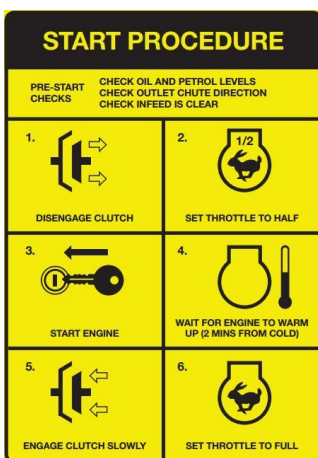 START PROCEDURE
PRE-START
CHECKS
CHECK OIL AND PETROL LEVELS
CHECK OUTLET CHUTE DIRECTION
CHECK INFEED IS CLEAR
1.
DISENGAGE CLUTCH
2.
1/2
SET THROTTLE TO HALF
3.
START ENGINE
4.
WAIT FOR ENGINE TO WARM
UP (2 MINS FROM COLD)
5.
ENGAGE CLUTCH SLOWLY
6.
SET THROTTLE TO FULL